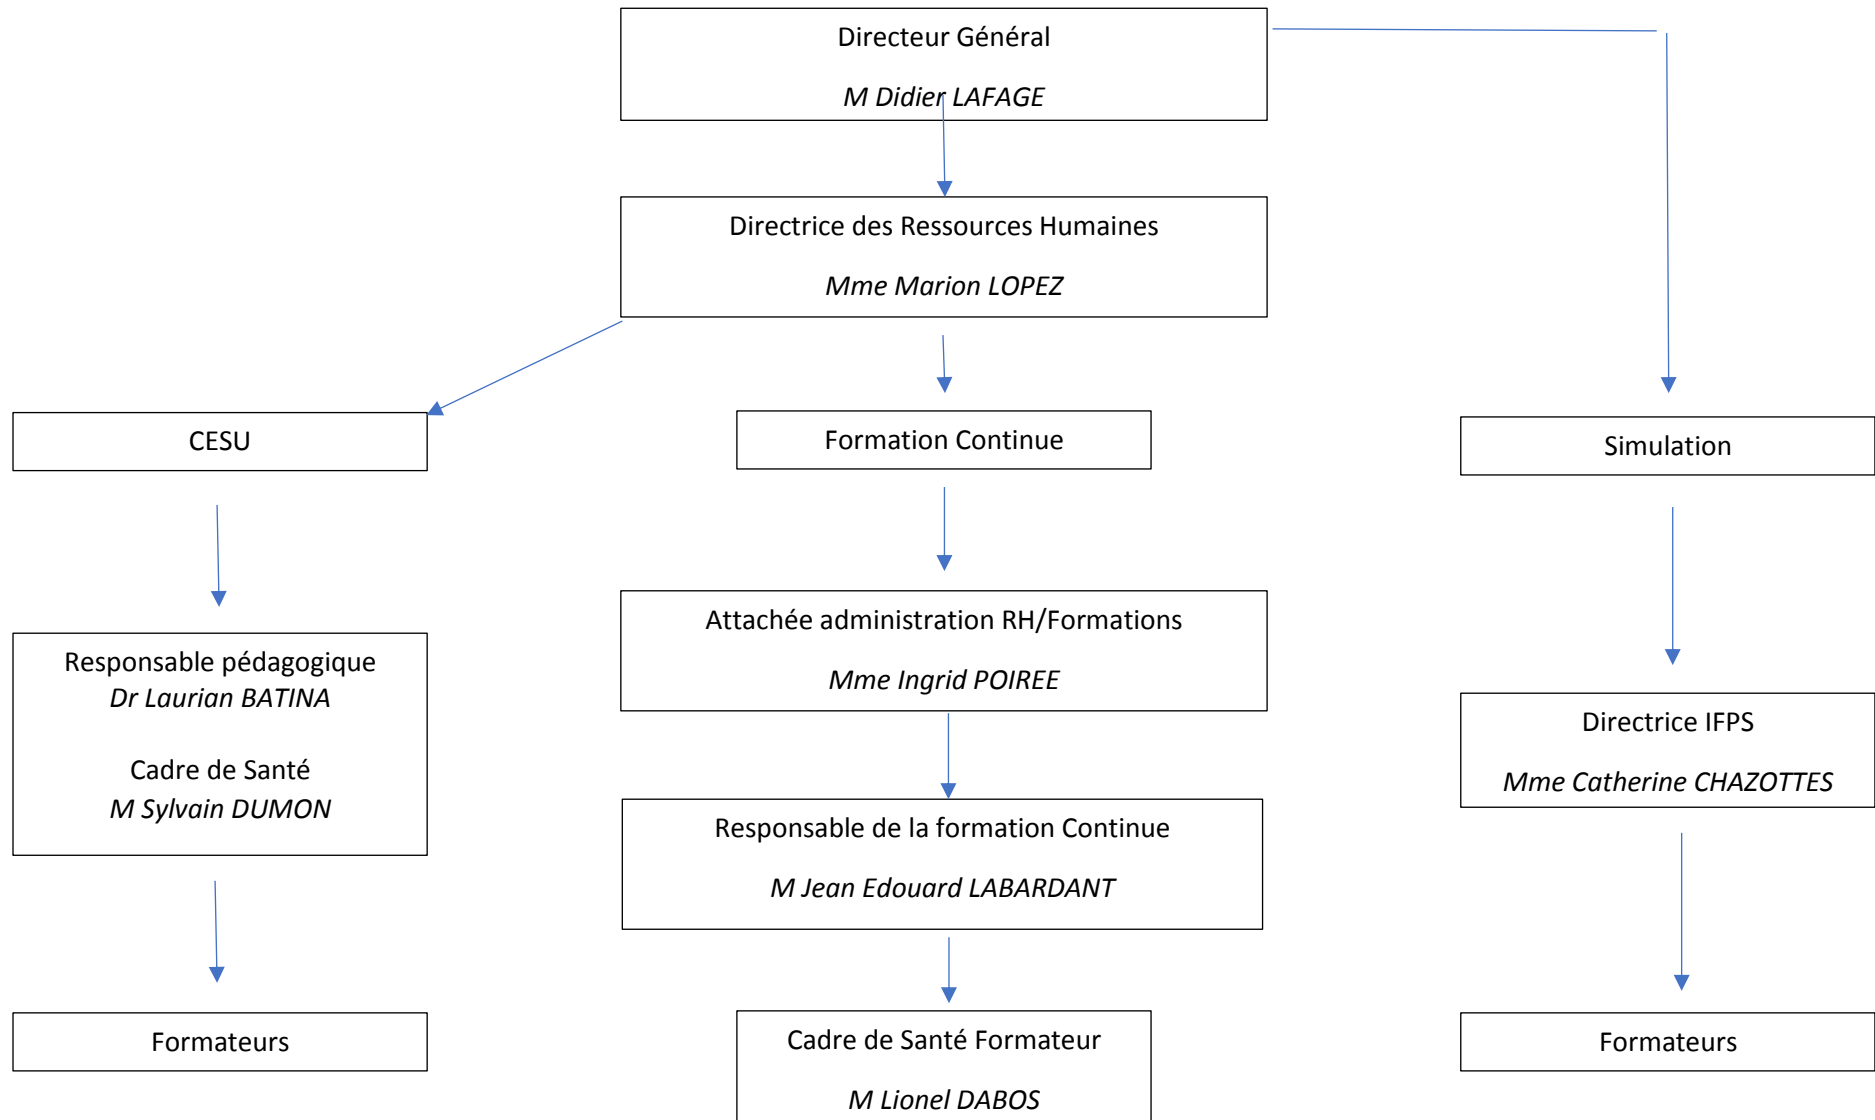 Directeur Général
M Didier LAFAGE
Directrice des Ressources Humaines
Mme Marion LOPEZ
CESU
Formation Continue
Simulation
Responsable pédagogique
Dr Laurian BATINA
Cadre de Santé
M Sylvain DUMON
Attachée administration RH/Formations
Mme Ingrid POIREE
Responsable de la formation Continue
M Jean Edouard LABARDANT
Directrice IFPS
Mme Catherine CHAZOTTES
Formateurs
Cadre de Santé Formateur
M Lionel DABOS
Formateurs